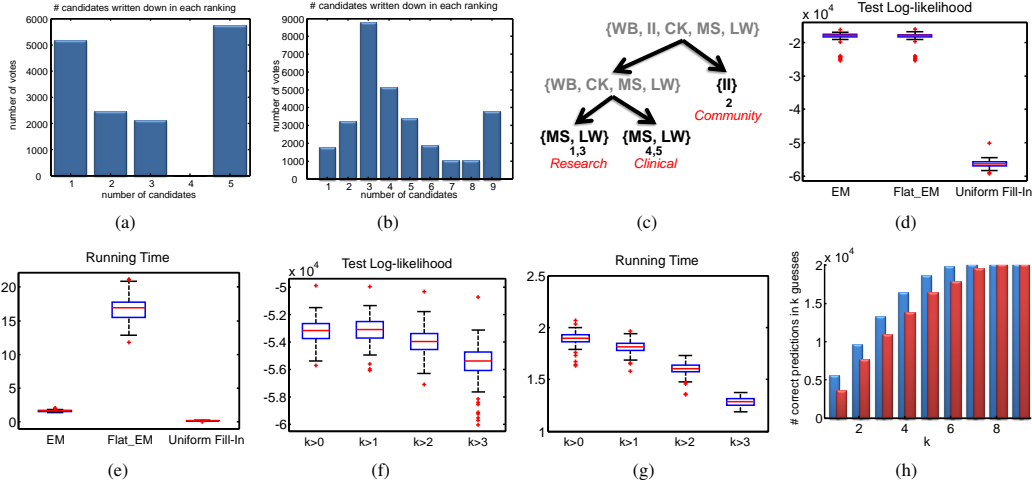 # candidates written down in each ranking
6000
5000
4000
3000
2000
1000
0
number of votes
1 2 3 4 5
number of candidates
(a)
# candidates written down in each ranking
9000
8000
7000
6000
5000
4000
3000
2000
1000
0
number of votes
1 2 3 4 5 6 7 8 9
number of candidates
(b)
{WB, II, CK, MS, LW}
{WB, CK, MS, LW}
{II}
2
Community
{MS, LW}
1,3
Research
{MS, LW}
4,5
Clinical
(c)
x 10^4
Test Log-likelihood
-2
-4
-6
EM Flat_EM Uniform Fill-In
(d)
Running Time
20
15
10
5
0
EM Flat_EM Uniform Fill-In
(e)
x 10^4
Test Log-likelihood
-5
-5.2
-5.4
-5.6
-5.8
-6
k>0 k>1 k>2 k>3
(f)
Running Time
2.5
2
1.5
1
k>0 k>1 k>2 k>3
(g)
x 10^4
2
1.5
1
0.5
0
# correct predictions in k guesses
2 4 6 8
k
(h)